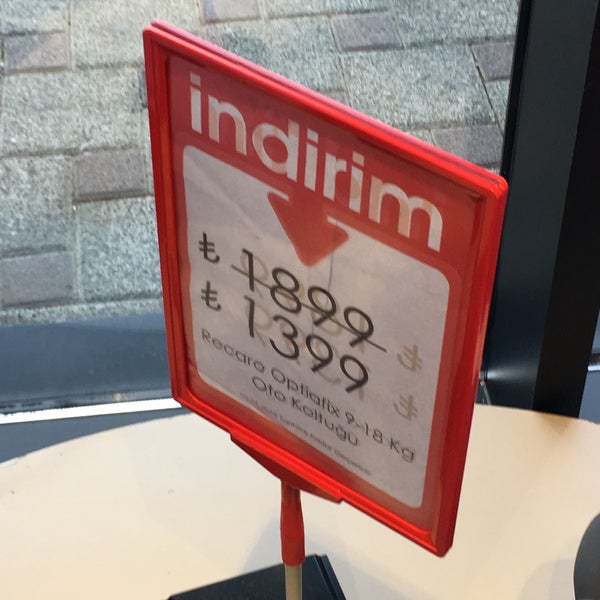 indirim
₺ 1899
₺ 1399
Recaro Optiafix 9-18 Kg
Oto Koltuğu